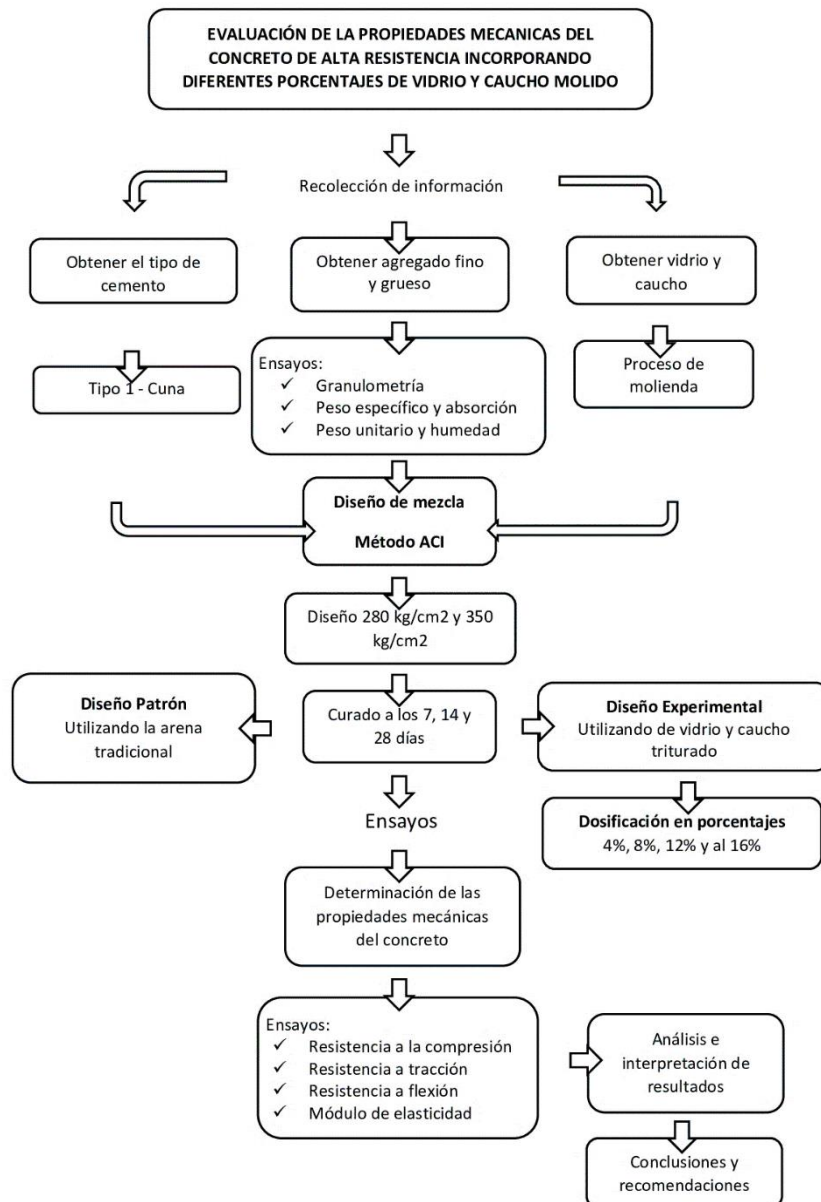 EVALUACIÓN DE LA PROPIEDADES MECANICAS DEL
CONCRETO DE ALTA RESISTENCIA INCORPORANDO
DIFERENTES PORCENTAJES DE VIDRIO Y CAUCHO MOLIDO
Recolección de información
Obtener el tipo de
cemento
Obtener agregado fino
y grueso
Obtener vidrio y
caucho
Tipo 1 - Cuna
Ensayos:
✓ Granulometría
✓ Peso específico y absorción
✓ Peso unitario y humedad
Proceso de
molienda
Diseño de mezcla
Método ACI
Diseño 280 kg/cm2 y 350
kg/cm2
Diseño Patrón
Utilizando la arena
tradicional
Curado a los 7, 14 y
28 días
Diseño Experimental
Utilizando de vidrio y caucho
triturado
Ensayos
Dosificación en porcentajes
4%, 8%, 12% y al 16%
Determinación de las
propiedades mecánicas
del concreto
Ensayos:
✓ Resistencia a la compresión
✓ Resistencia a tracción
✓ Resistencia a flexión
✓ Módulo de elasticidad
Análisis e
interpretación de
resultados
Conclusiones y
recomendaciones